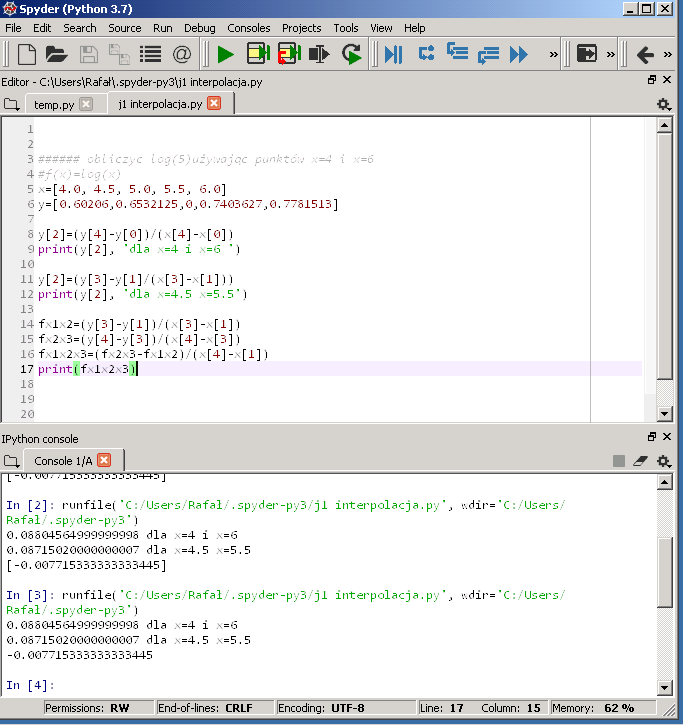 Spyder (Python 3.7)
File Edit Search Source Run Debug Consoles Projects Tools View Help
Editor - C:\Users\Rafał\.spyder-py3\j1 interpolacja.py
temp.py j1 interpolacja.py
1
2
3 ###### obliczyc log(5)używając punktów x=4 i x=6
4 #f(x)=log(x)
5 x=[4.0, 4.5, 5.0, 5.5, 6.0]
6 y=[0.60206,0.6532125,0,0.7403627,0.7781513]
7
8 y[2]=(y[4]-y[0])/(x[4]-x[0])
9 print(y[2], 'dla x=4 i x=6 ')
10
11 y[2]=(y[3]-y[1]/(x[3]-x[1]))
12 print(y[2], 'dla x=4.5 x=5.5')
13
14 fx1x2=(y[3]-y[1])/(x[3]-x[1])
15 fx2x3=(y[4]-y[3])/(x[4]-x[3])
16 fx1x2x3=(fx2x3-fx1x2)/(x[4]-x[1])
17 print(fx1x2x3)
18
19
20
IPython console
Console 1/A
[-0.007715333333333445]
In [2]: runfile('C:/Users/Rafał/.spyder-py3/j1 interpolacja.py', wdir='C:/Users/
Rafał/.spyder-py3')
0.08804564999999998 dla x=4 i x=6
0.08715020000000007 dla x=4.5 x=5.5
[-0.007715333333333445]
In [3]: runfile('C:/Users/Rafał/.spyder-py3/j1 interpolacja.py', wdir='C:/Users/
Rafał/.spyder-py3')
0.08804564999999998 dla x=4 i x=6
0.08715020000000007 dla x=4.5 x=5.5
-0.007715333333333445
In [4]:
Permissions: RW End-of-lines: CRLF Encoding: UTF-8 Line: 17 Column: 15 Memory: 62 %